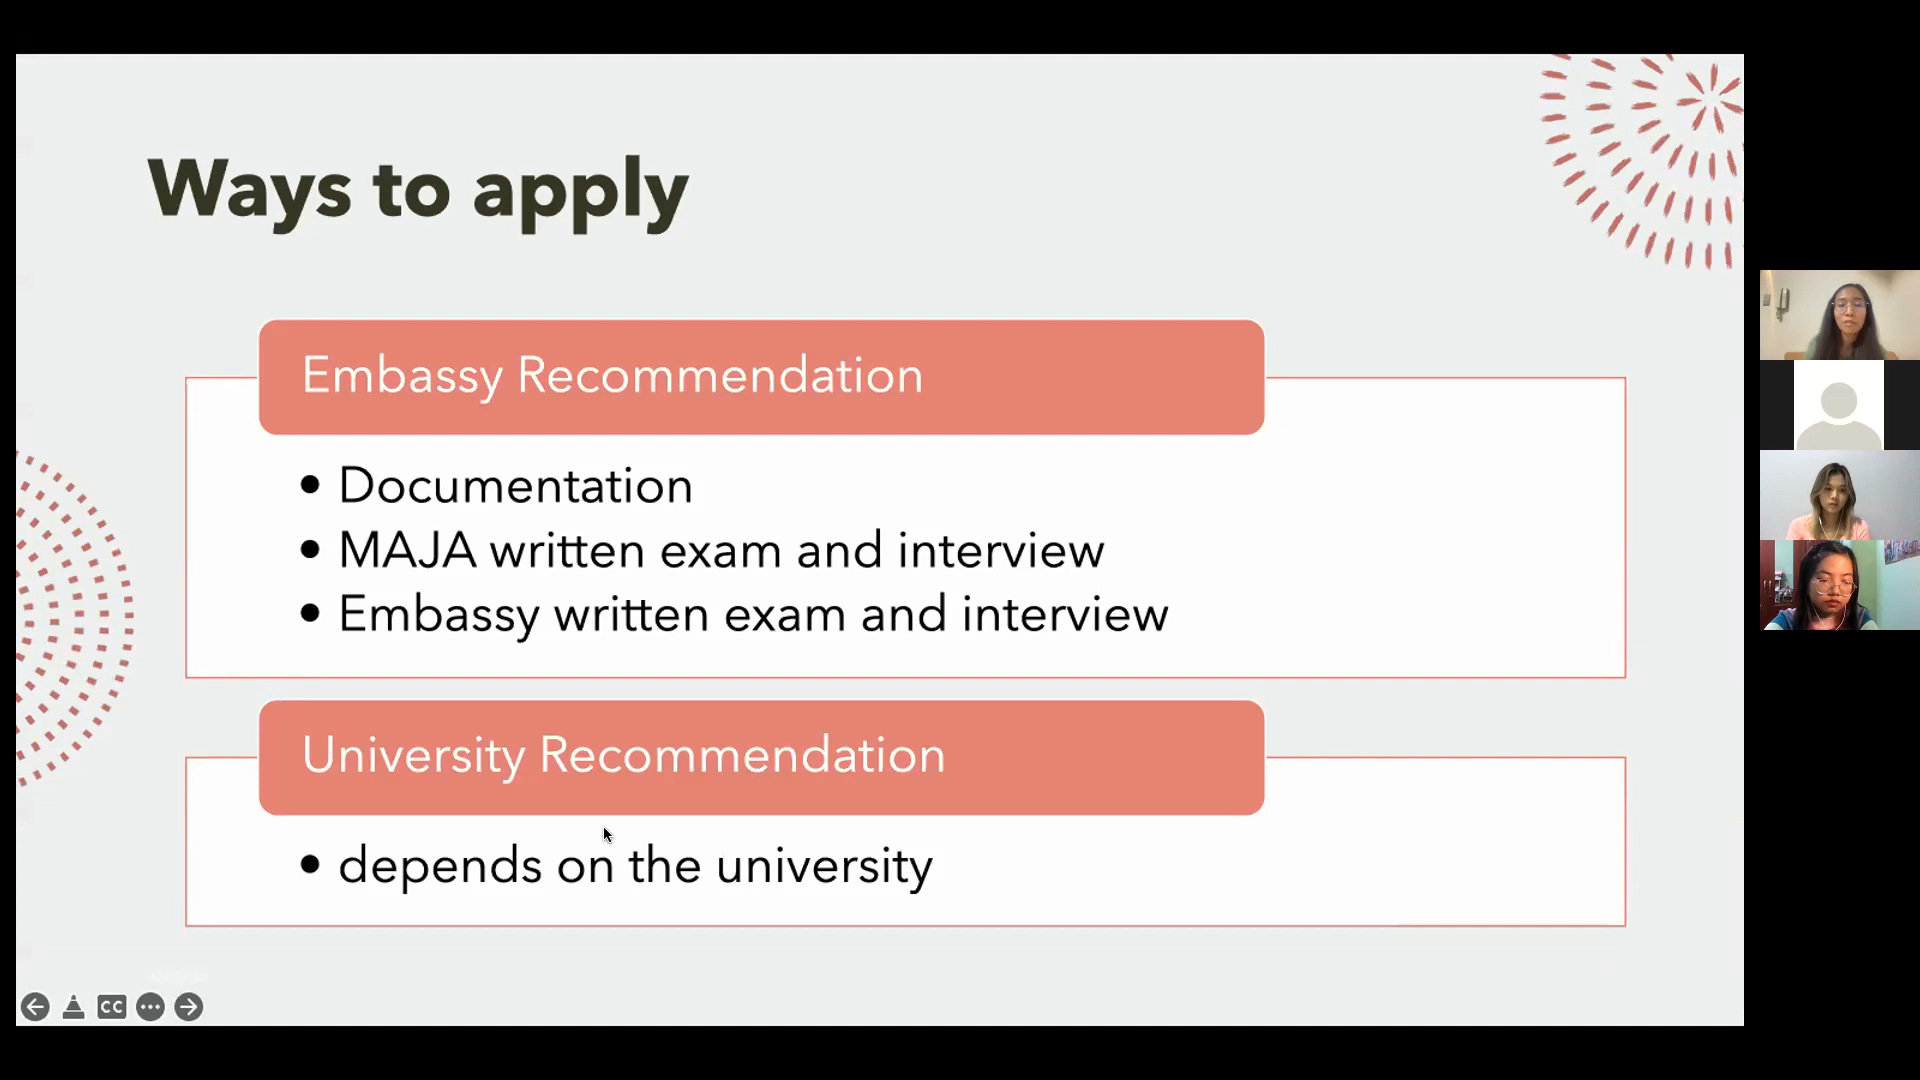 Ways to apply
Embassy Recommendation
• Documentation
• MAJA written exam and interview
• Embassy written exam and interview
University Recommendation
• depends on the university
CC